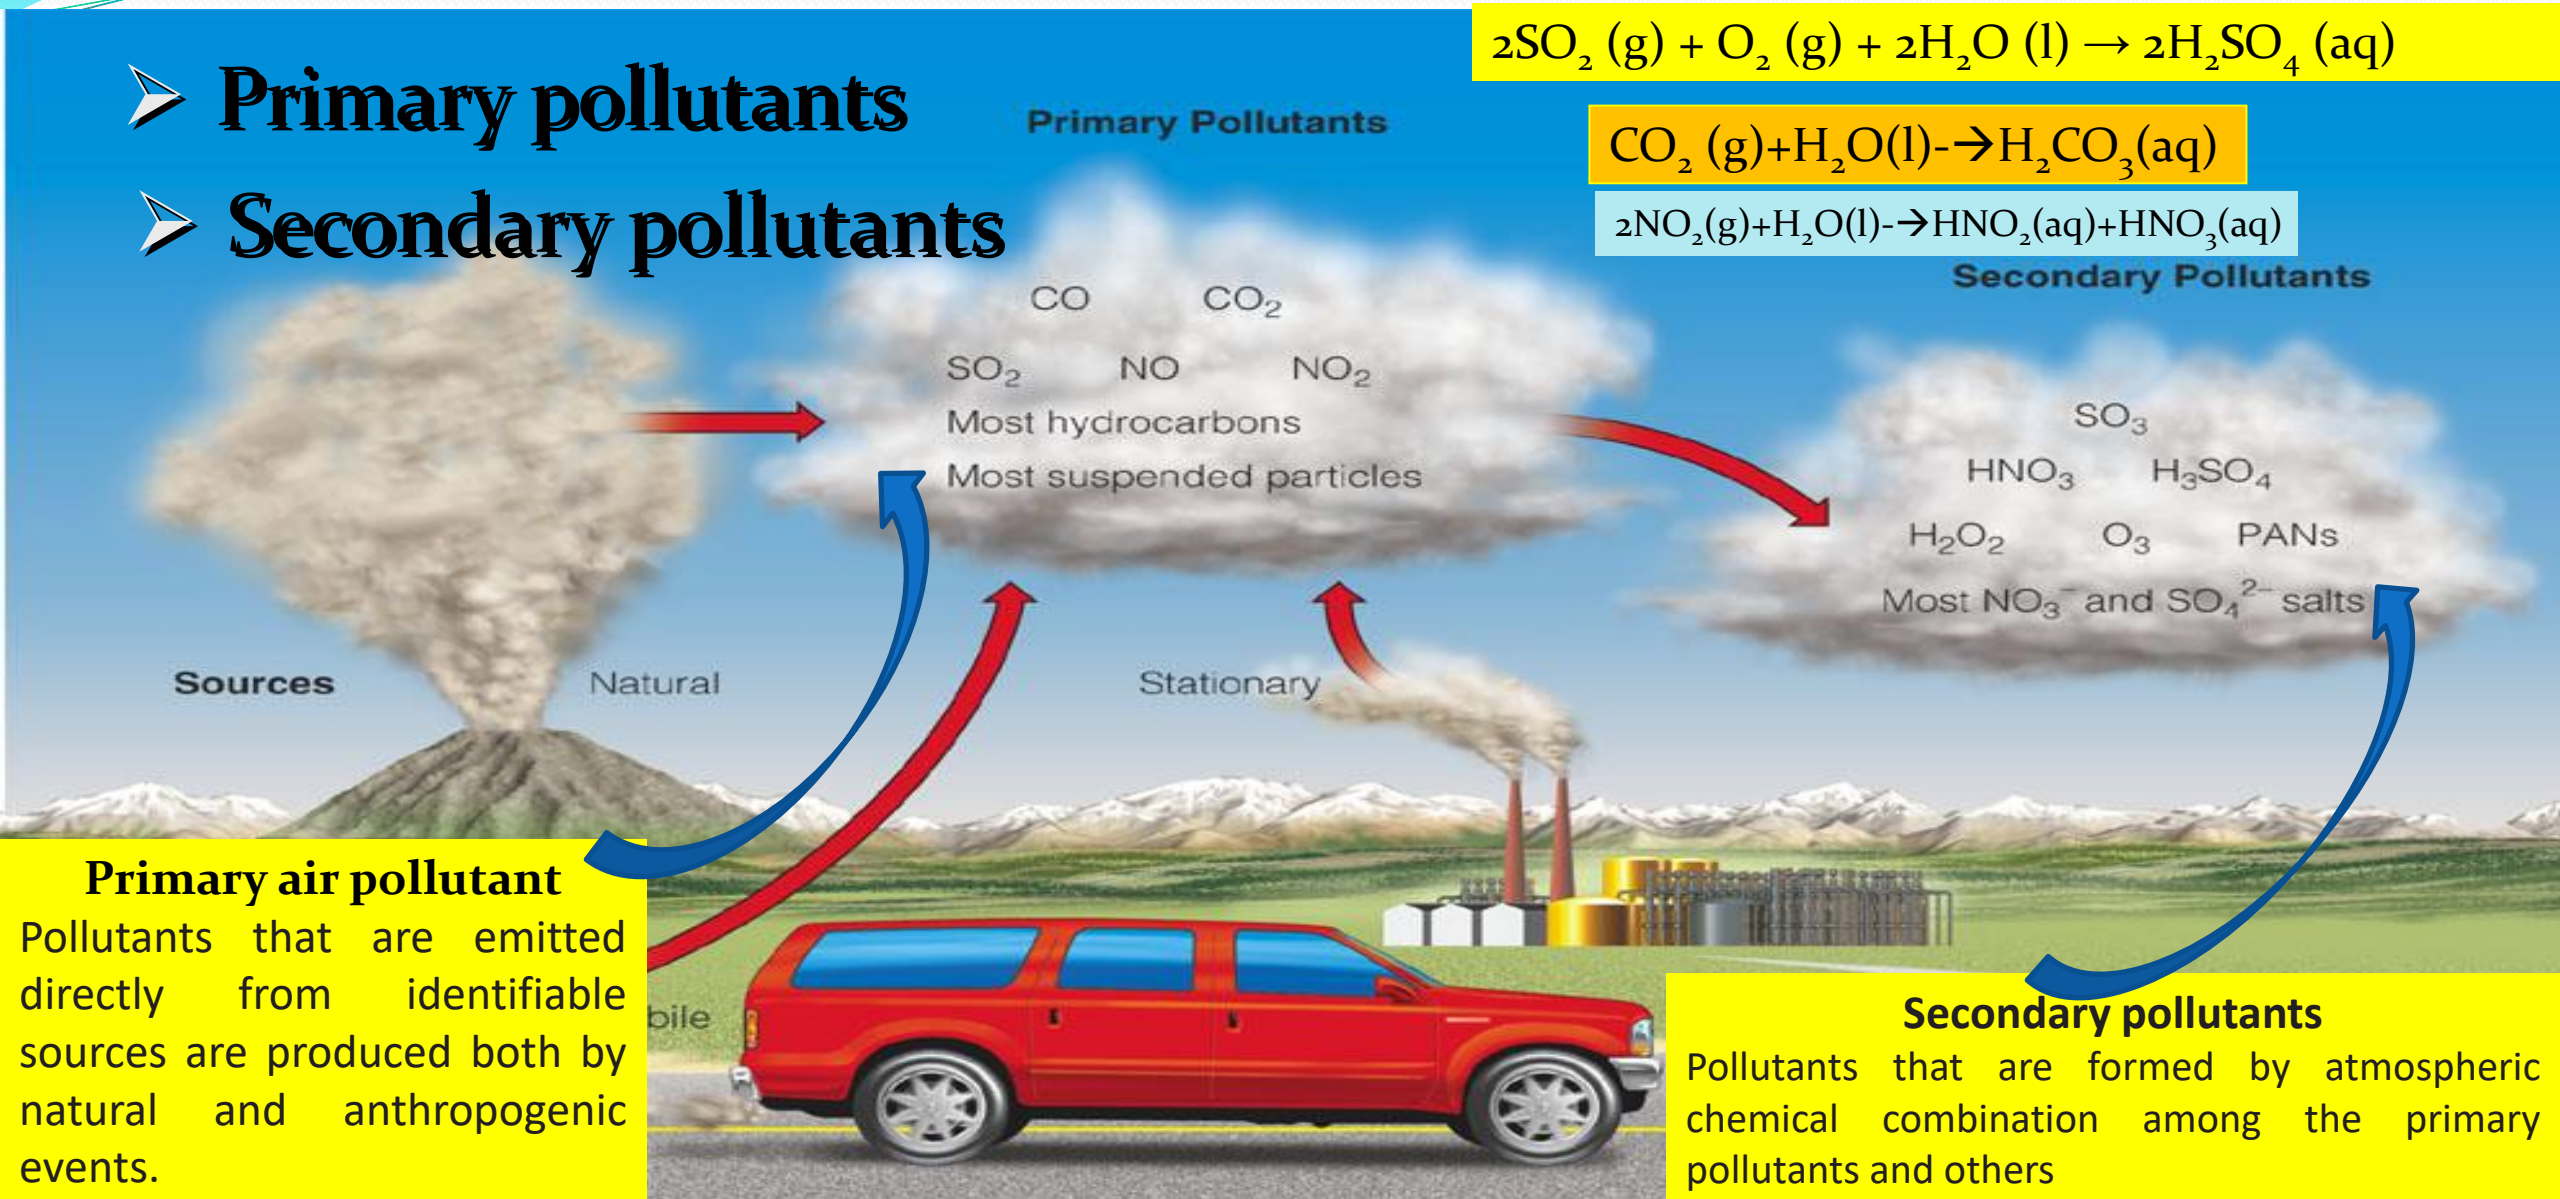 ➢ Primary pollutants
➢ Secondary pollutants
2SO₂ (g) + O₂ (g) + 2H₂O (l) → 2H₂SO₄ (aq)
CO₂ (g)+H₂O(l)-→H₂CO₃(aq)
2NO₂(g)+H₂O(l)-→HNO₂(aq)+HNO₃(aq)
Primary Pollutants
CO CO₂
SO₂ NO NO₂
Most hydrocarbons
Most suspended particles
Secondary Pollutants
SO₃
HNO₃ H₃SO₄
H₂O₂ O₃ PANs
Most NO₃⁻ and SO₄²⁻ salts
Sources
Natural
Stationary
bile
Primary air pollutant
Pollutants that are emitted
directly from identifiable
sources are produced both by
natural and anthropogenic
events.
Secondary pollutants
Pollutants that are formed by atmospheric
chemical combination among the primary
pollutants and others